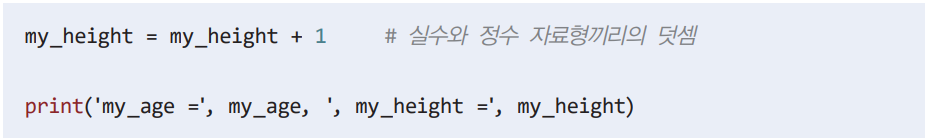 my_height = my_height + 1 # 실수와 정수 자료형끼리의 덧셈
print('my_age =', my_age, ', my_height =', my_height)